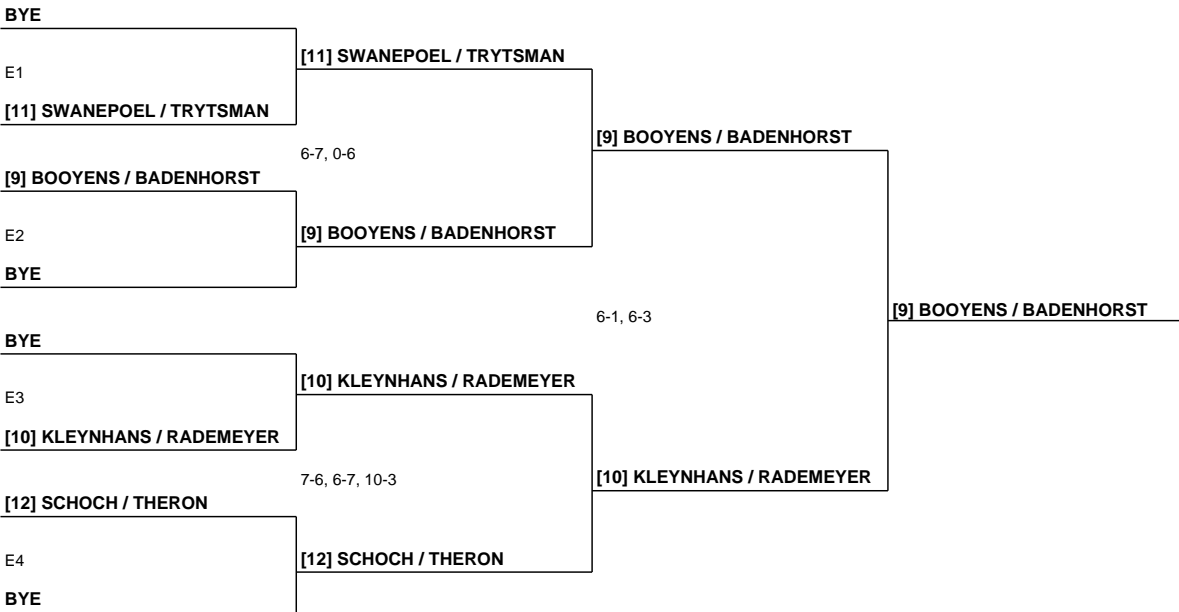 BYE
[11] SWANEPOEL / TRYTSMAN
E1
[11] SWANEPOEL / TRYTSMAN
[9] BOOYENS / BADENHORST
6-7, 0-6
[9] BOOYENS / BADENHORST
E2
[9] BOOYENS / BADENHORST
BYE
[9] BOOYENS / BADENHORST
6-1, 6-3
BYE
[10] KLEYNHANS / RADEMEYER
E3
[10] KLEYNHANS / RADEMEYER
7-6, 6-7, 10-3
[10] KLEYNHANS / RADEMEYER
[12] SCHOCH / THERON
E4
[12] SCHOCH / THERON
BYE